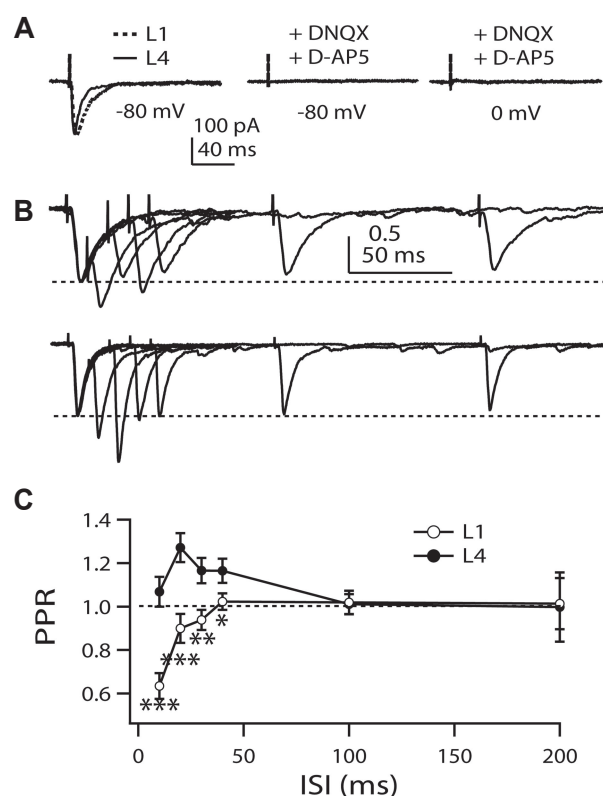 A
L1
L4
-80 mV
+ DNQX
+ D-AP5
-80 mV
+ DNQX
+ D-AP5
0 mV
100 pA
40 ms
B
0.5
50 ms
C
L1
L4
1.4
1.2
1.0
0.8
0.6
PPR
***
***
**
*
0
50
100
150
200
ISI (ms)